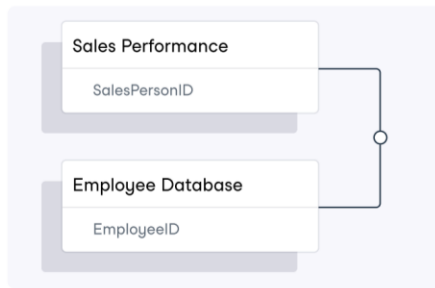 Sales Performance
SalesPersonID
Employee Database
EmployeeID